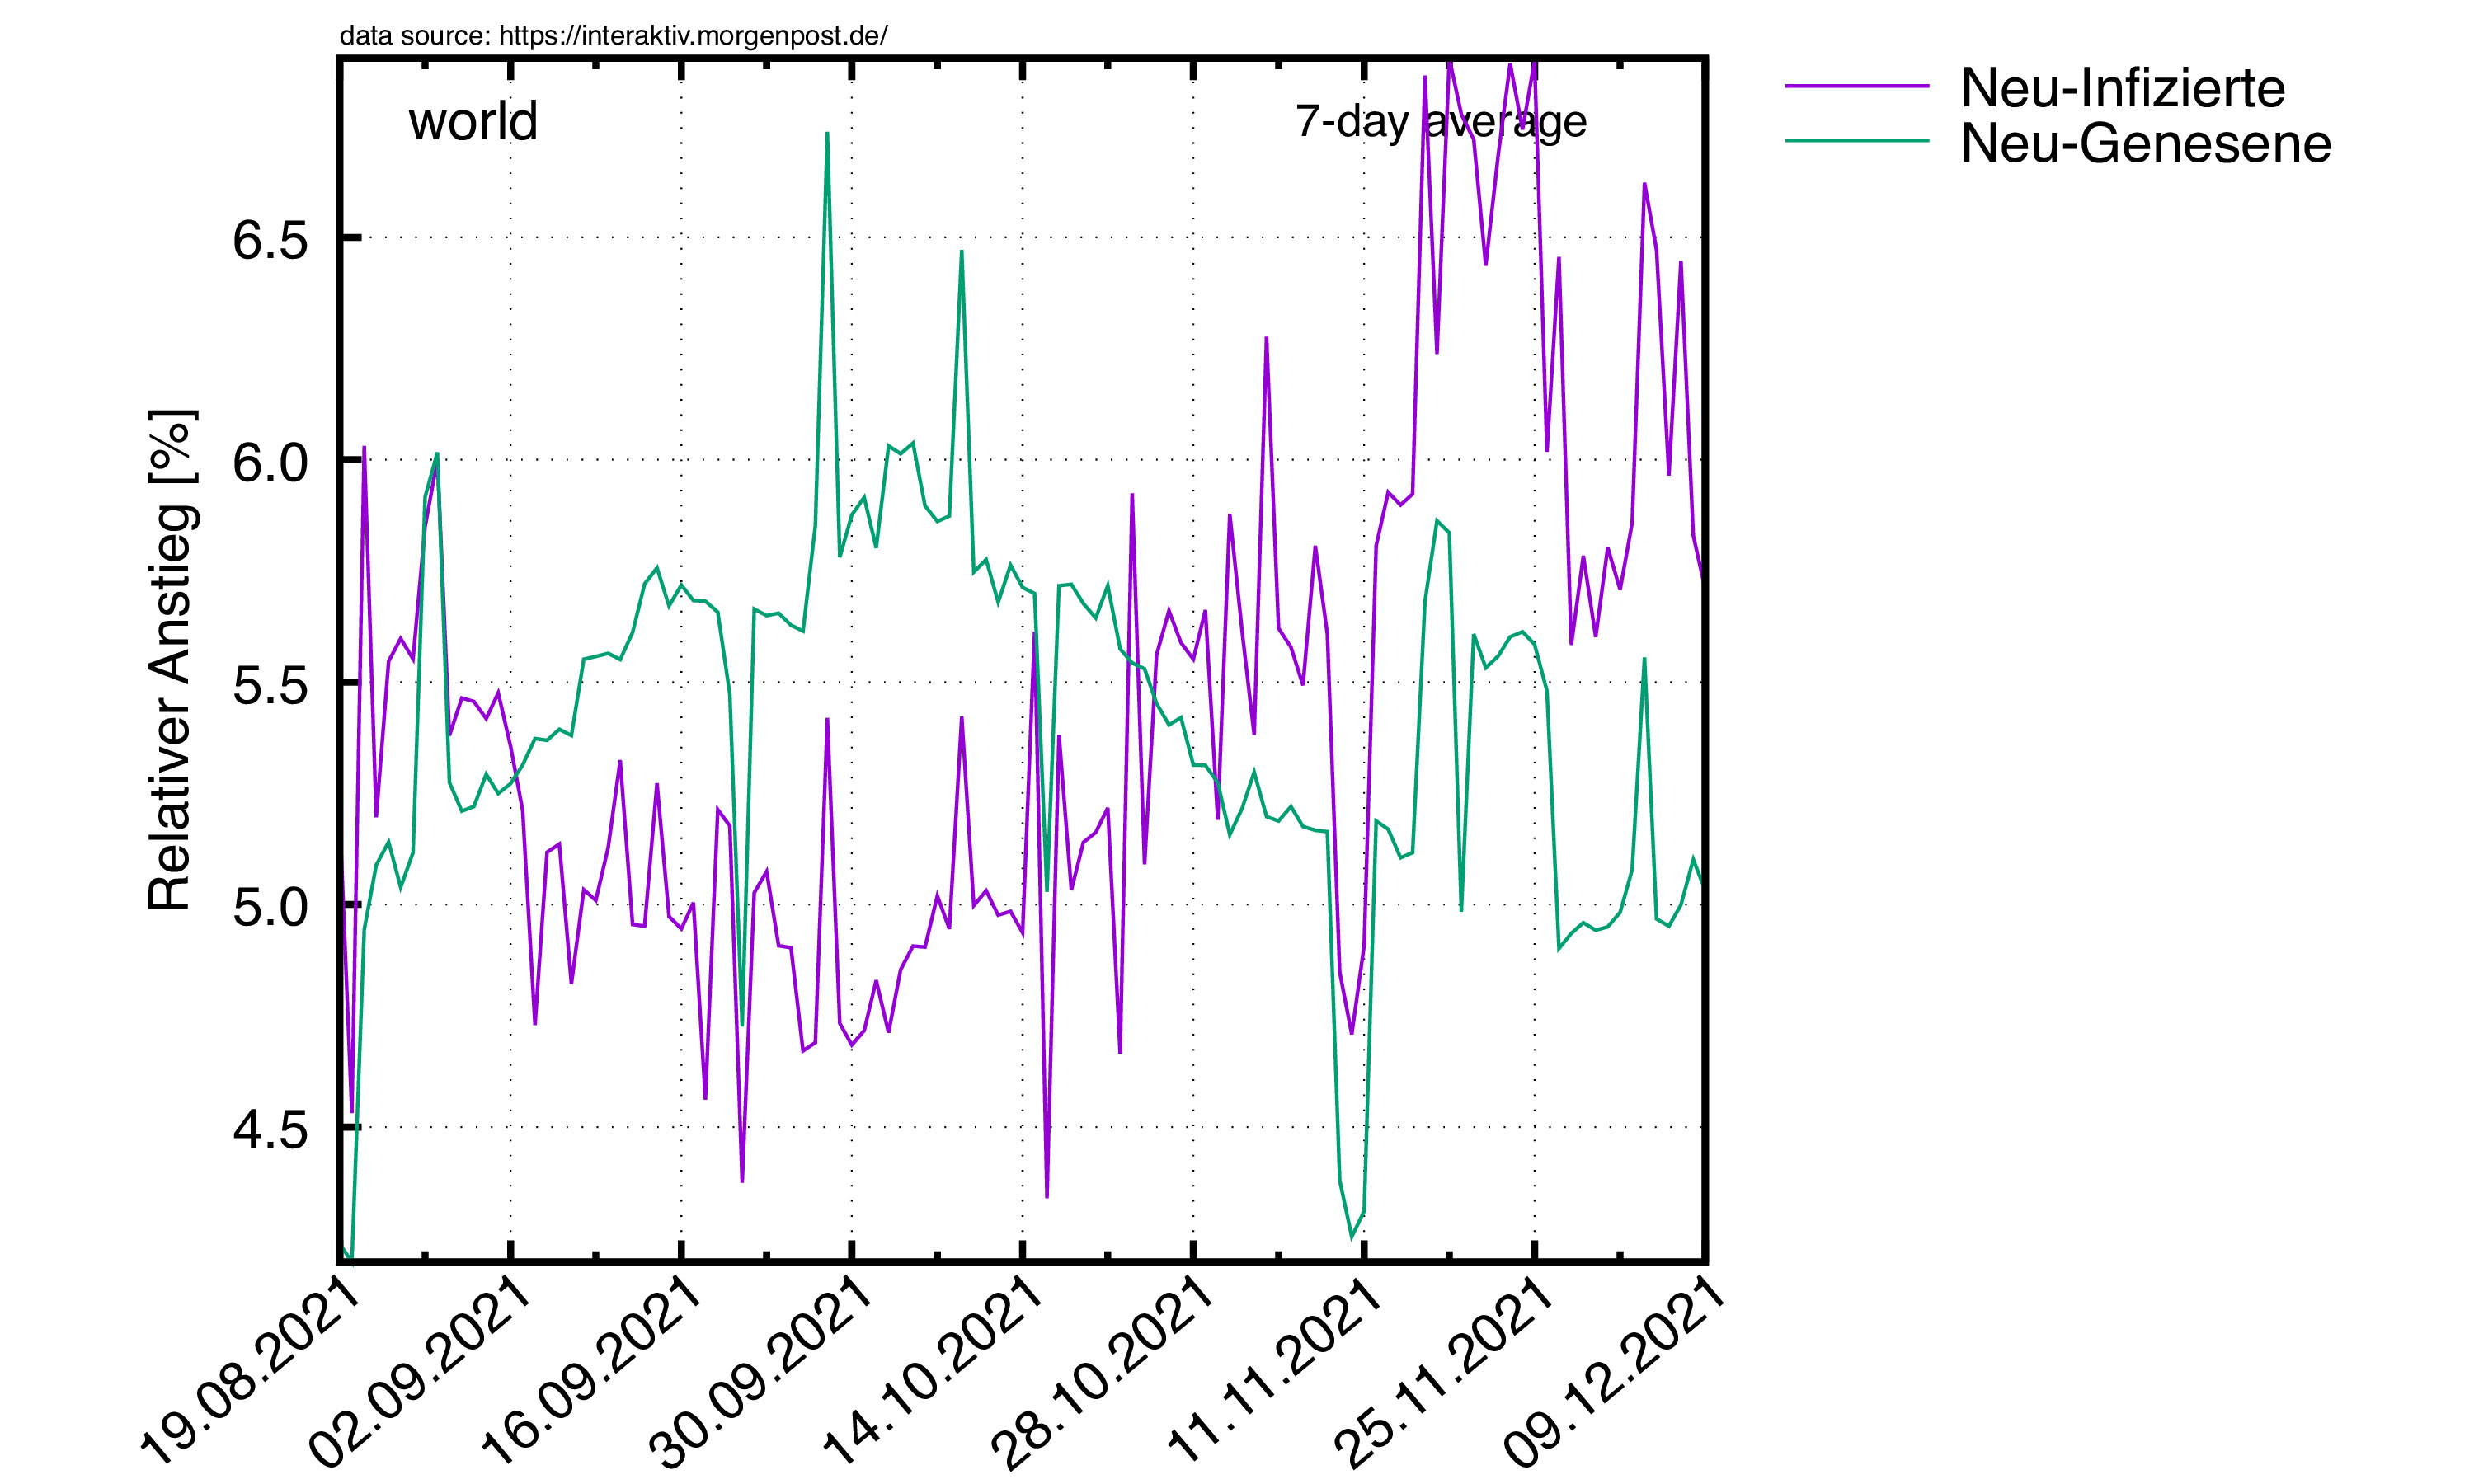 data source: https://interaktiv.morgenpost.de/
world
7-day average
Neu-Infizierte
Neu-Genesene
Relativer Anstieg [%]
6.5
6.0
5.5
5.0
4.5
19.08.2021
02.09.2021
16.09.2021
30.09.2021
14.10.2021
28.10.2021
11.11.2021
25.11.2021
09.12.2021